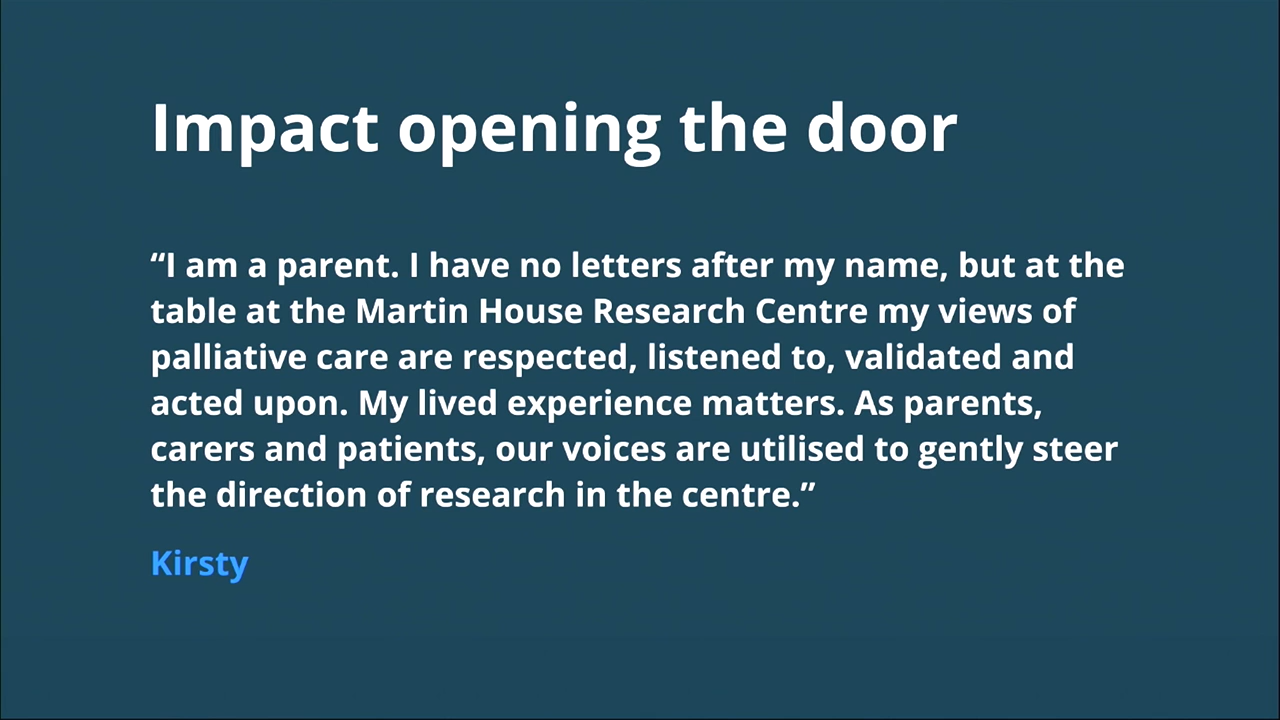 Impact opening the door
“I am a parent. I have no letters after my name, but at the
table at the Martin House Research Centre my views of
palliative care are respected, listened to, validated and
acted upon. My lived experience matters. As parents,
carers and patients, our voices are utilised to gently steer
the direction of research in the centre.”
Kirsty